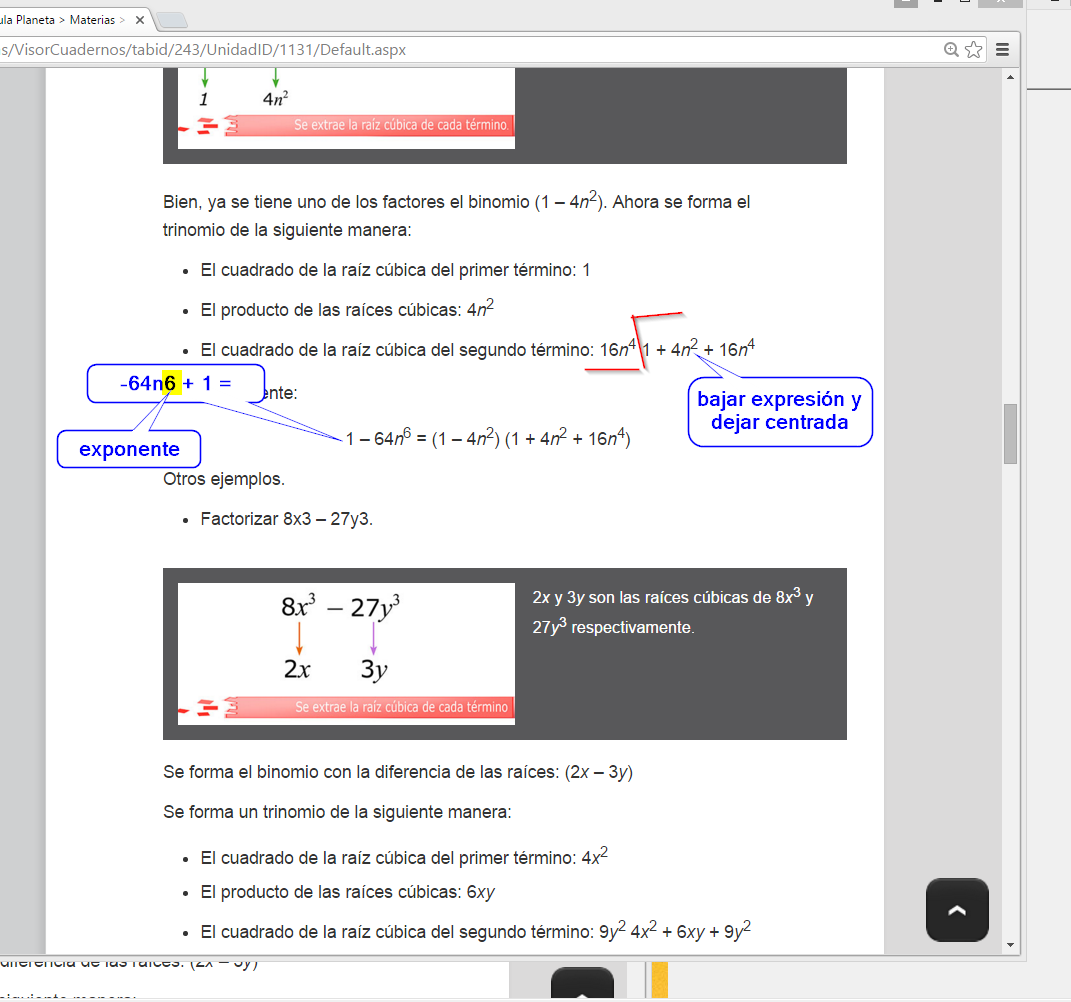 ula Planeta > Materias >
s/VisorCuadernos/tabid/243/UnidadID/1131/Default.aspx
1 4n²
Se extrae la raíz cúbica de cada término.
Bien, ya se tiene uno de los factores el binomio (1 – 4n²). Ahora se forma el
trinomio de la siguiente manera:
• El cuadrado de la raíz cúbica del primer término: 1
• El producto de las raíces cúbicas: 4n²
• El cuadrado de la raíz cúbica del segundo término: 16n⁴ 1 + 4n² + 16n⁴
-64n6 + 1 =
ente:
bajar expresión y
dejar centrada
exponente
1 – 64n⁶ = (1 – 4n²) (1 + 4n² + 16n⁴)
Otros ejemplos.
• Factorizar 8x3 – 27y3.
8x³ – 27y³
2x 3y
Se extrae la raíz cúbica de cada término
2x y 3y son las raíces cúbicas de 8x³ y
27y³ respectivamente.
Se forma el binomio con la diferencia de las raíces: (2x – 3y)
Se forma un trinomio de la siguiente manera:
• El cuadrado de la raíz cúbica del primer término: 4x²
• El producto de las raíces cúbicas: 6xy
• El cuadrado de la raíz cúbica del segundo término: 9y² 4x² + 6xy + 9y²
diferencia de las raíces: (2x – 3y)